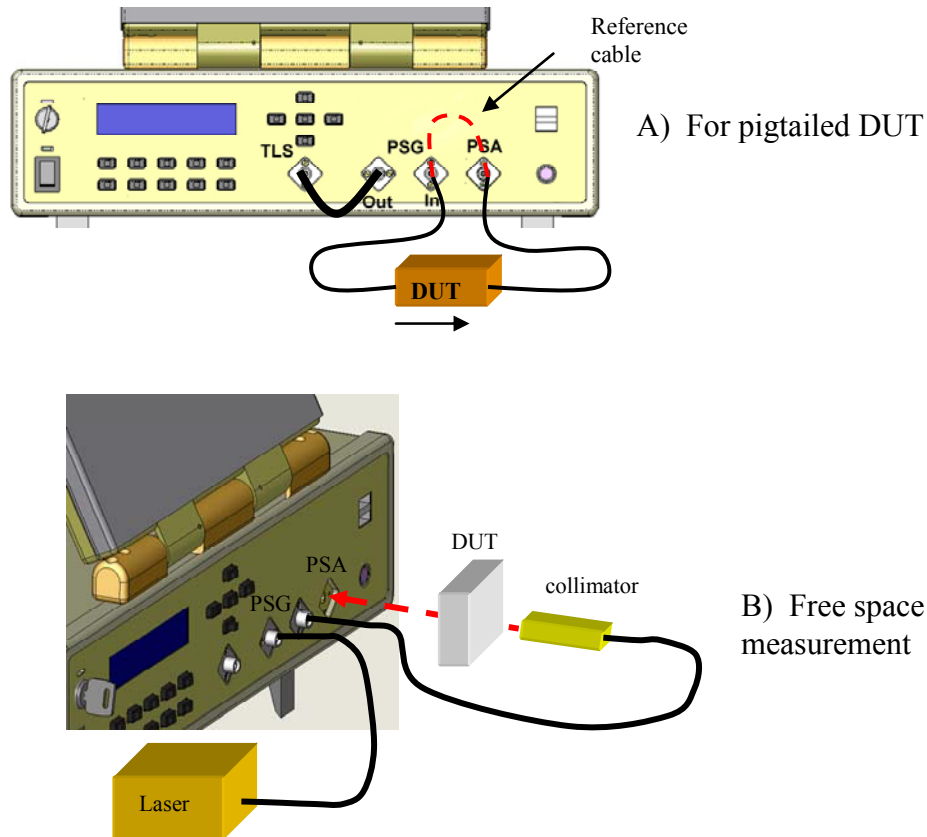 Reference
cable
A) For pigtailed DUT
TLS
PSG
PSA
Out
In
DUT
DUT
collimator
PSA
PSG
B) Free space
measurement
Laser